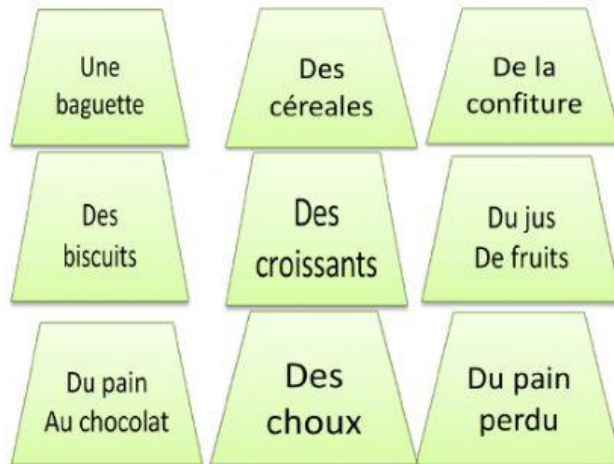 Une
baguette
Des
céreales
De la
confiture
Des
biscuits
Des
croissants
Du jus
De fruits
Du pain
Au chocolat
Des
choux
Du pain
perdu